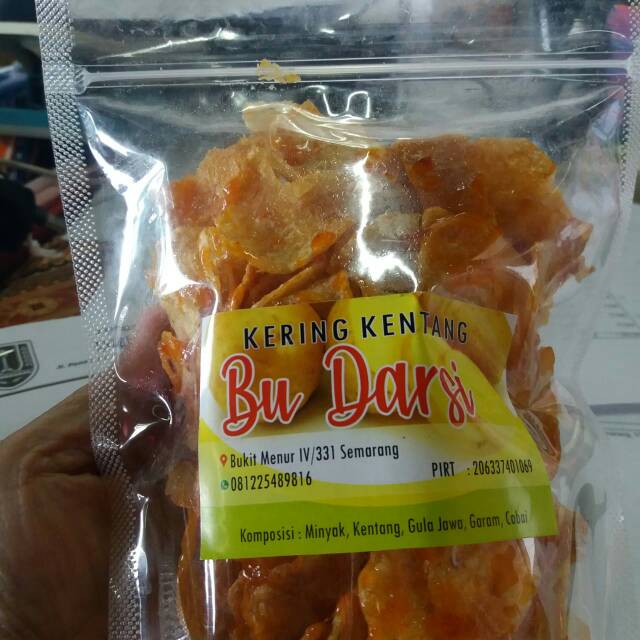 KERING KENTANG
Bu Darsi
Bukit Menur IV/331 Semarang
081225489816
PIRT : 206337401069
Komposisi : Minyak, Kentang, Gula Jawa, Garam, Cabai